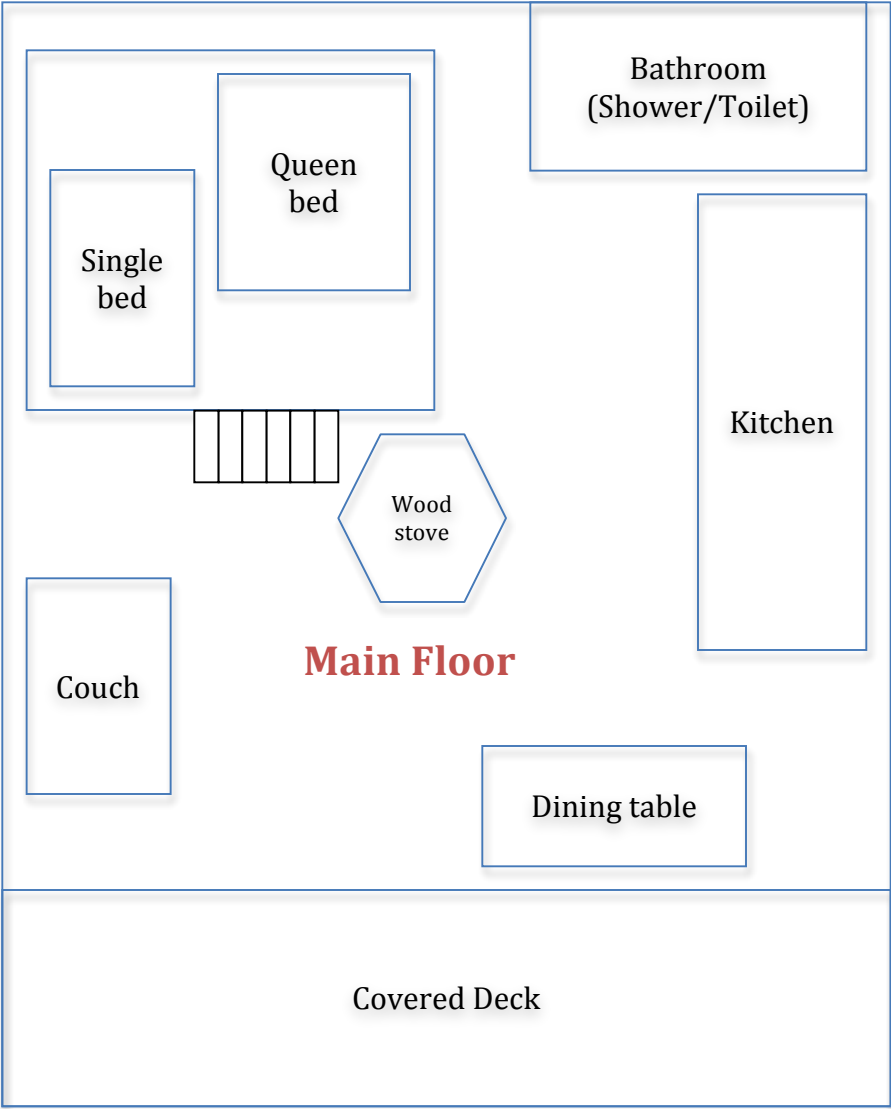 Bathroom
(Shower/Toilet)
Queen
bed
Single
bed
Kitchen
Wood
stove
Main Floor
Couch
Dining table
Covered Deck